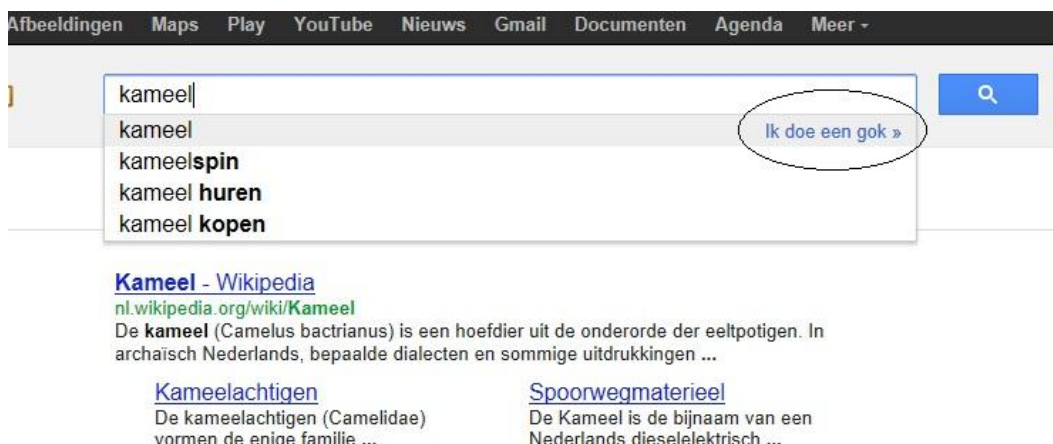 Afbeeldingen Maps Play YouTube Nieuws Gmail Documenten Agenda Meer
kameel
kameel Ik doe een gok »
kameelspin
kameel huren
kameel kopen
Kameel - Wikipedia
nl.wikipedia.org/wiki/Kameel
De kameel (Camelus bactrianus) is een hoefdier uit de onderorde der eeltpotigen. In
archaïsch Nederlands, bepaalde dialecten en sommige uitdrukkingen ...
Kameelachtigen Spoorwegmaterieel
De kameelachtigen (Camelidae) De Kameel is de bijnaam van een
vormen de enige familie ... Nederlands dieselelektrisch ...